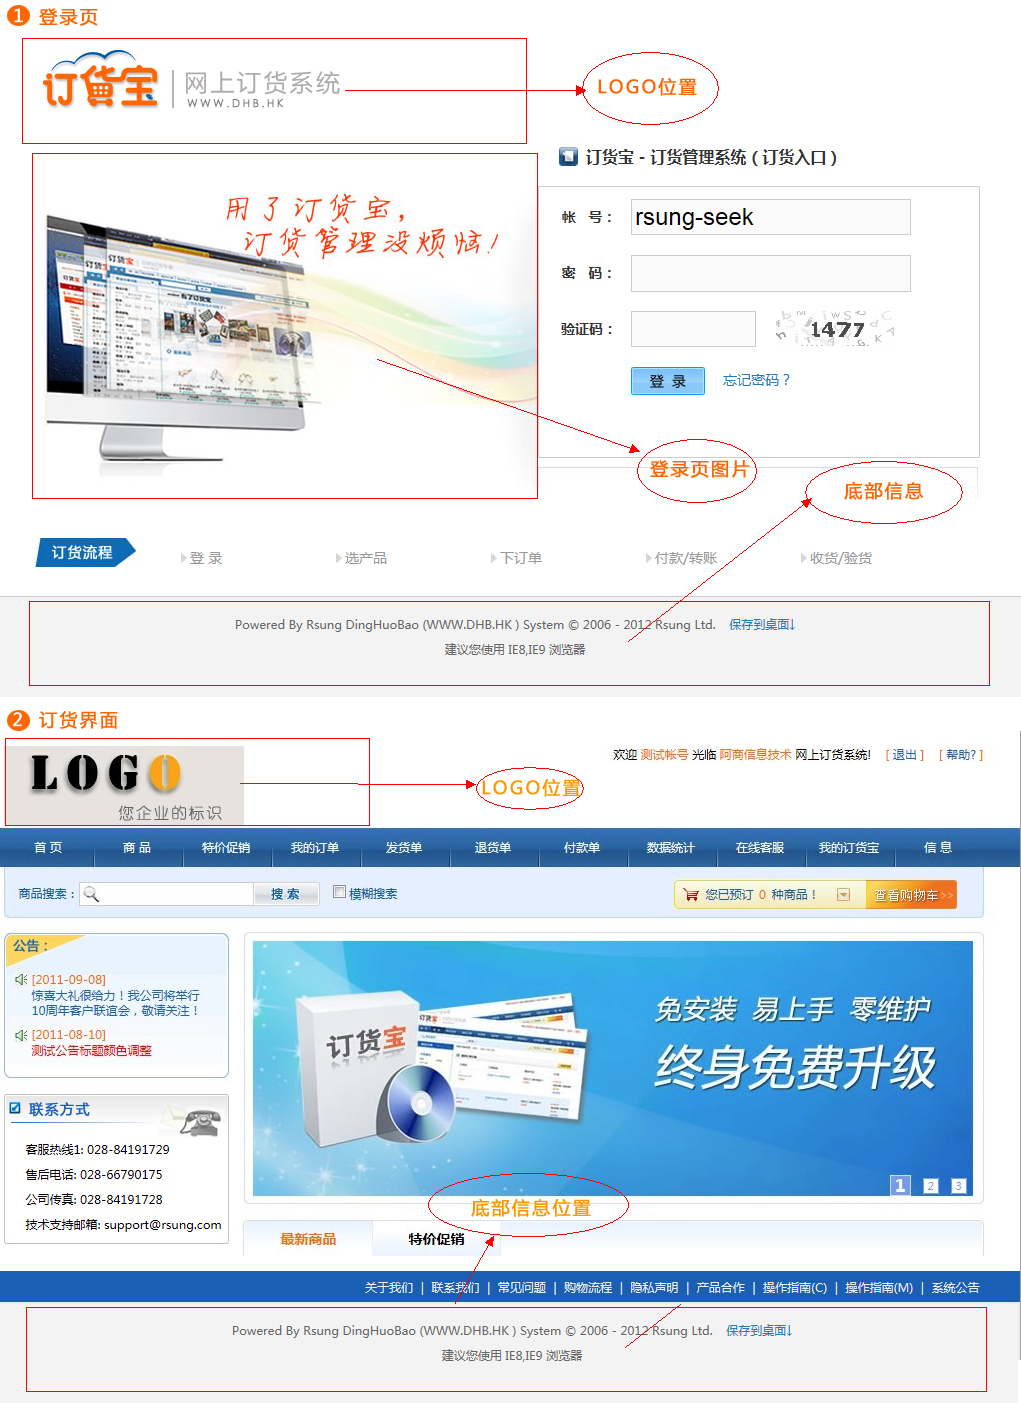 1 登录页
订货宝 网上订货系统
WWW.DHB.HK
LOGO位置
订货宝 - 订货管理系统 ( 订货入口 )
用了订货宝，
订货管理没烦恼！
帐 号：
rsung-seek
密 码：
验证码：
1477
登 录
忘记密码？
登录页图片
底部信息
订货流程
登 录
选产品
下订单
付款/转账
收货/验货
Powered By Rsung DingHuoBao (WWW.DHB.HK ) System © 2006 - 2012 Rsung Ltd. 保存到桌面↓
建议您使用 IE8,IE9 浏览器
2 订货界面
LOGO
您企业的标识
LOGO位置
欢迎 测试帐号 光临 阿商信息技术 网上订货系统! [ 退出 ] [ 帮助? ]
首 页 商 品 特价促销 我的订单 发货单 退货单 付款单 数据统计 在线客服 我的订货宝 信 息
商品搜索： 搜 索 模糊搜索
您已预订 0 种商品！ 查看购物车>>
公告：
[2011-09-08]
惊喜大礼很给力！我公司将举行
10周年客户联谊会，敬请关注！
[2011-08-10]
测试公告标题颜色调整
订货宝
免安装 易上手 零维护
终身免费升级
1 2 3
联系方式
客服热线1: 028-84191729
售后电话: 028-66790175
公司传真: 028-84191728
技术支持邮箱: support@rsung.com
底部信息位置
最新商品 特价促销
关于我们 | 联系我们 | 常见问题 | 购物流程 | 隐私声明 | 产品合作 | 操作指南(C) | 操作指南(M) | 系统公告
Powered By Rsung DingHuoBao (WWW.DHB.HK ) System © 2006 - 2012 Rsung Ltd. 保存到桌面↓
建议您使用 IE8,IE9 浏览器